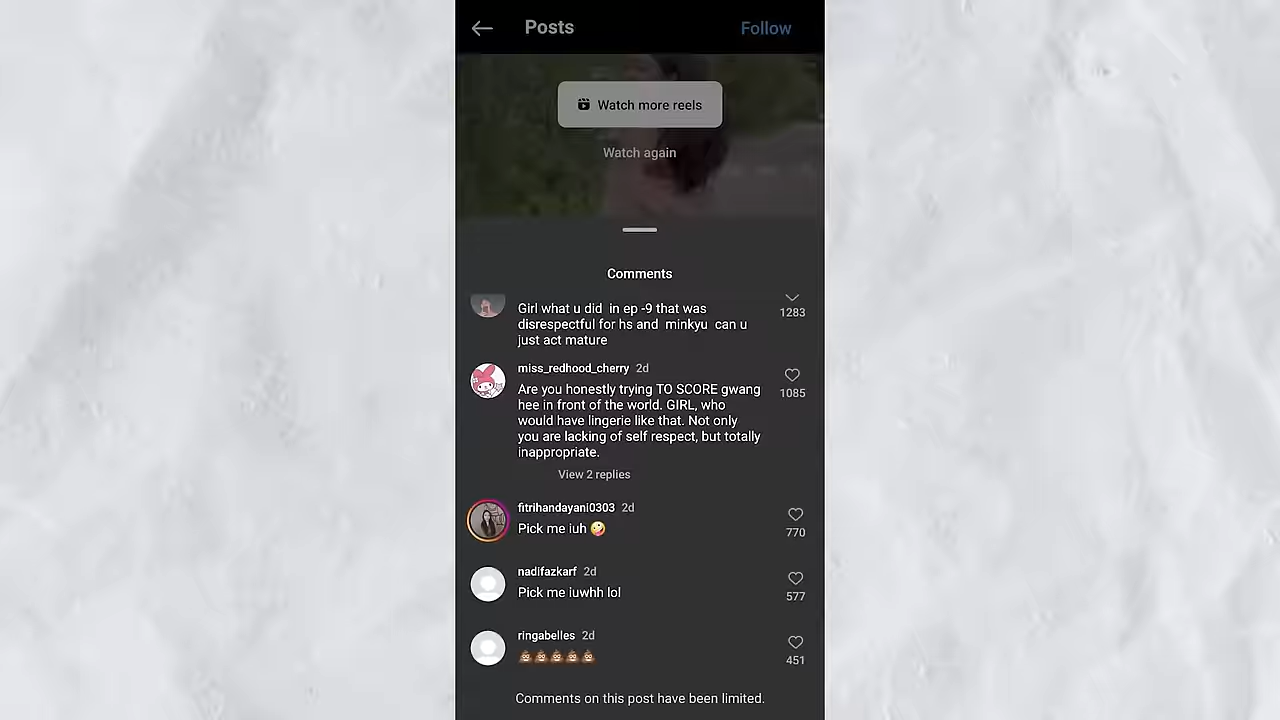 Posts
Follow
Watch more reels
Watch again
Comments
Girl what u did in ep -9 that was
disrespectful for hs and minkyu can u
just act mature
1283
miss_redhood_cherry 2d
Are you honestly trying TO SCORE gwang
hee in front of the world. GIRL, who
would have lingerie like that. Not only
you are lacking of self respect, but totally
inappropriate.
1085
View 2 replies
fitrihandayani0303 2d
Pick me iuh 🤪
770
nadifazkarf 2d
Pick me iuwhh lol
577
ringabelles 2d
💩💩💩💩💩
451
Comments on this post have been limited.